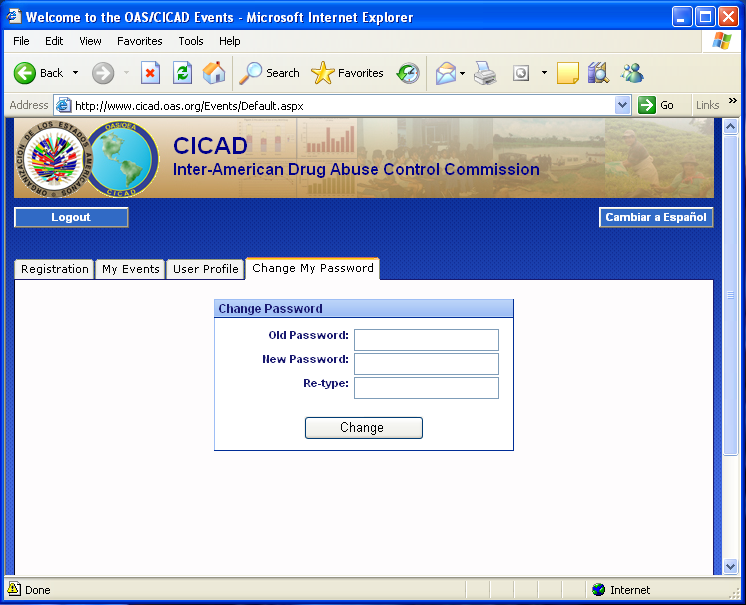 Welcome to the OAS/CICAD Events - Microsoft Internet Explorer
File Edit View Favorites Tools Help
Back Search Favorites
Address http://www.cicad.oas.org/Events/Default.aspx Go Links »
ORGANIZACION DE LOS ESTADOS AMERICANOS
OAS/OEA
CICAD
CICAD
Inter-American Drug Abuse Control Commission
Logout Cambiar a Español
Registration My Events User Profile Change My Password
Change Password
Old Password:
New Password:
Re-type:
Change
Done Internet